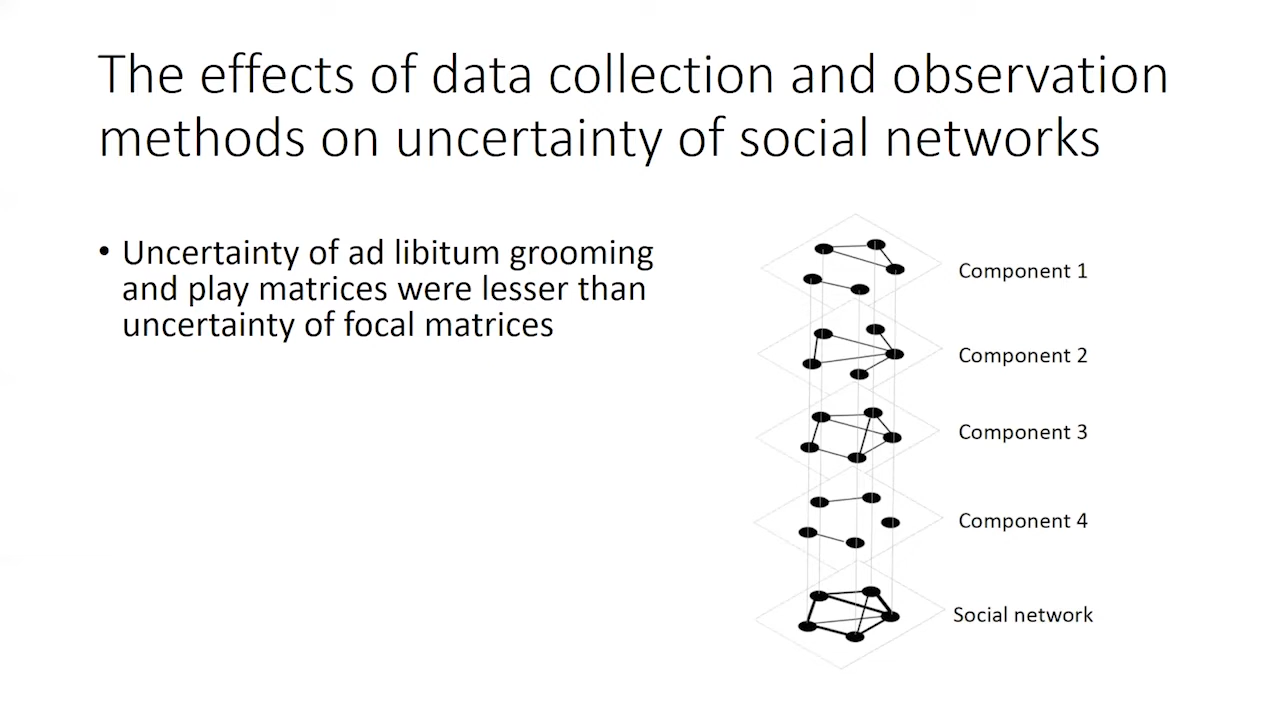 The effects of data collection and observation
methods on uncertainty of social networks
• Uncertainty of ad libitum grooming
and play matrices were lesser than
uncertainty of focal matrices
Component 1
Component 2
Component 3
Component 4
Social network